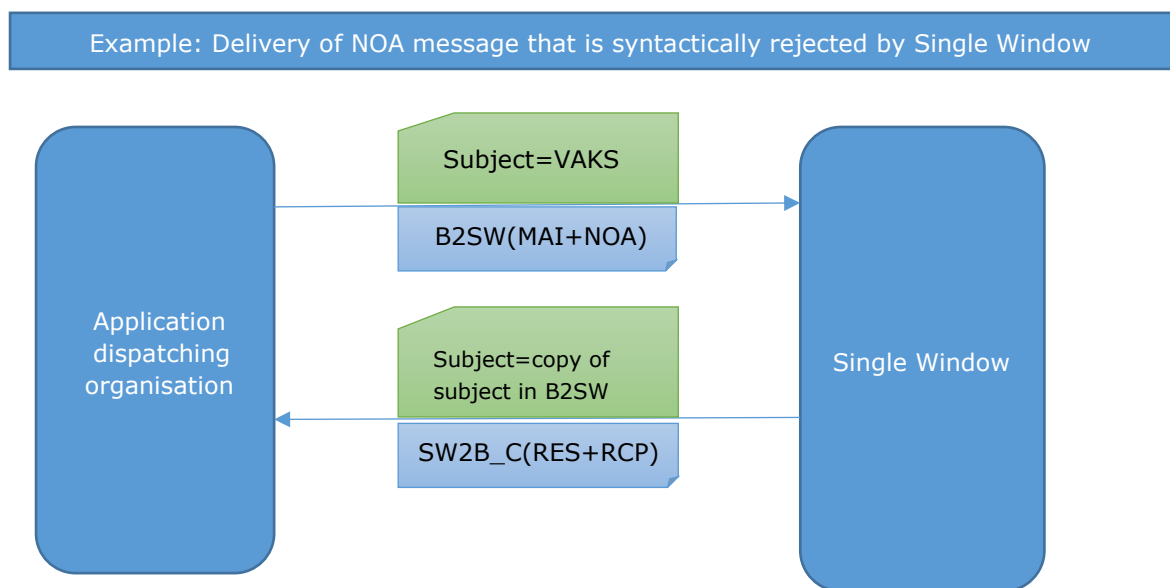 Example: Delivery of NOA message that is syntactically rejected by Single Window
Subject=VAKS
B2SW(MAI+NOA)
Application
dispatching
organisation
Subject=copy of
subject in B2SW
Single Window
SW2B_C(RES+RCP)